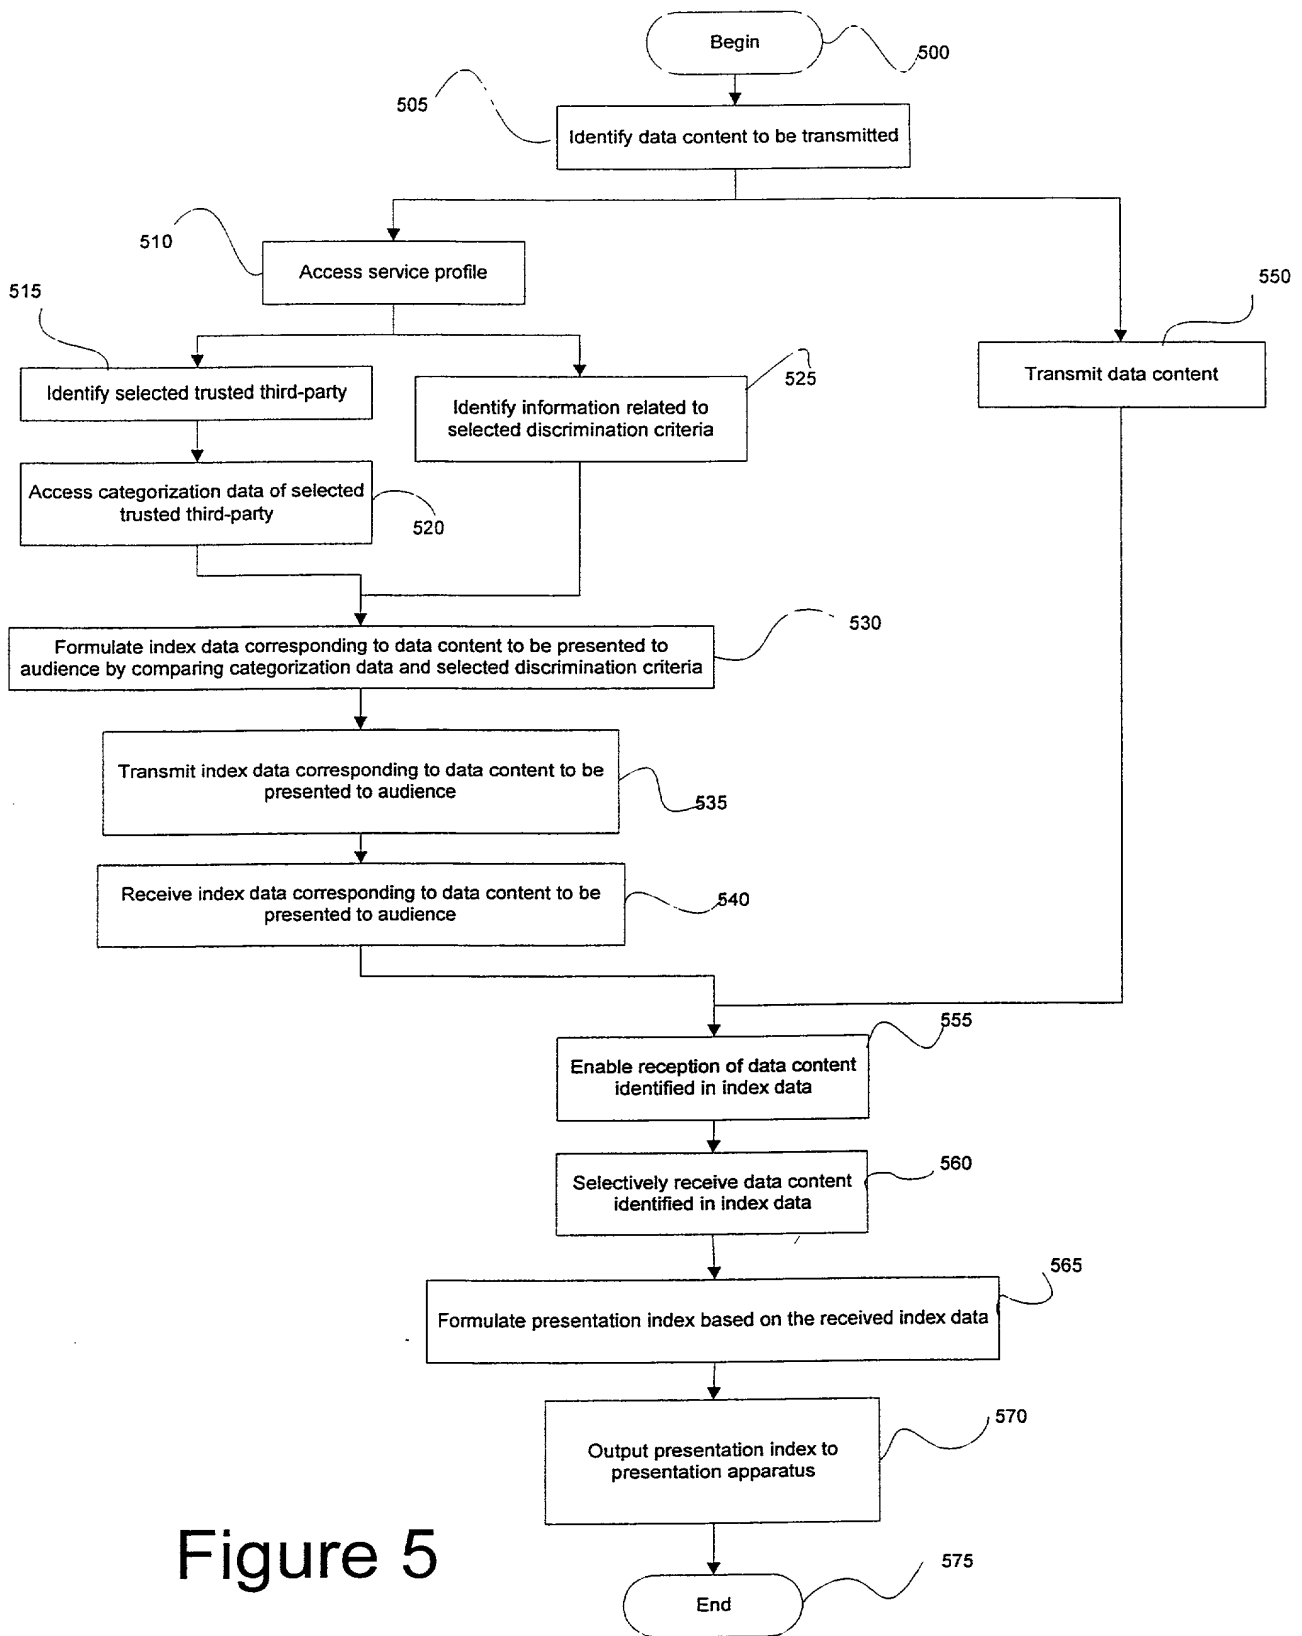 Begin
500
505
Identify data content to be transmitted
510
Access service profile
515
550
Identify selected trusted third-party
525
Transmit data content
Identify information related to
selected discrimination criteria
Access categorization data of selected
trusted third-party
520
530
Formulate index data corresponding to data content to be presented to
audience by comparing categorization data and selected discrimination criteria
Transmit index data corresponding to data content to be
presented to audience
535
Receive index data corresponding to data content to be
presented to audience
540
555
Enable reception of data content
identified in index data
560
Selectively receive data content
identified in index data
565
Formulate presentation index based on the received index data
570
Output presentation index to
presentation apparatus
Figure 5
575
End